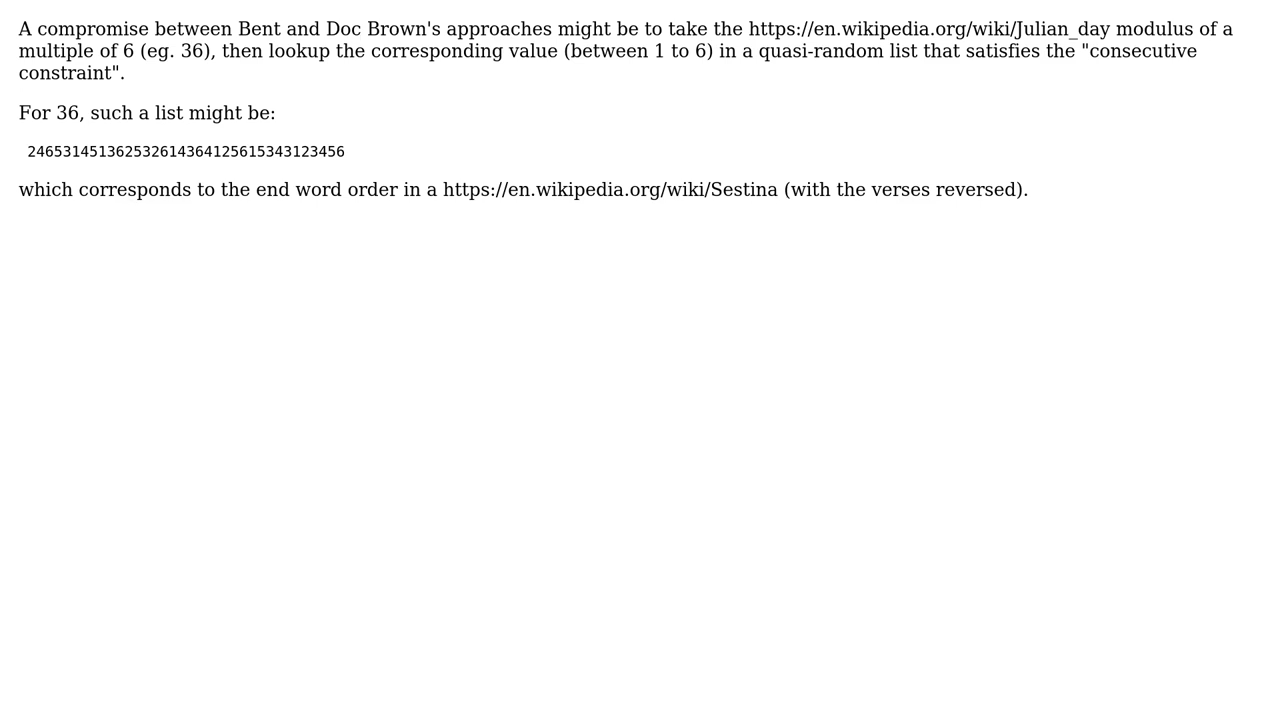 A compromise between Bent and Doc Brown's approaches might be to take the https://en.wikipedia.org/wiki/Julian_day modulus of a
multiple of 6 (eg. 36), then lookup the corresponding value (between 1 to 6) in a quasi-random list that satisfies the "consecutive
constraint".
For 36, such a list might be:
246531451362532614364125615343123456
which corresponds to the end word order in a https://en.wikipedia.org/wiki/Sestina (with the verses reversed).